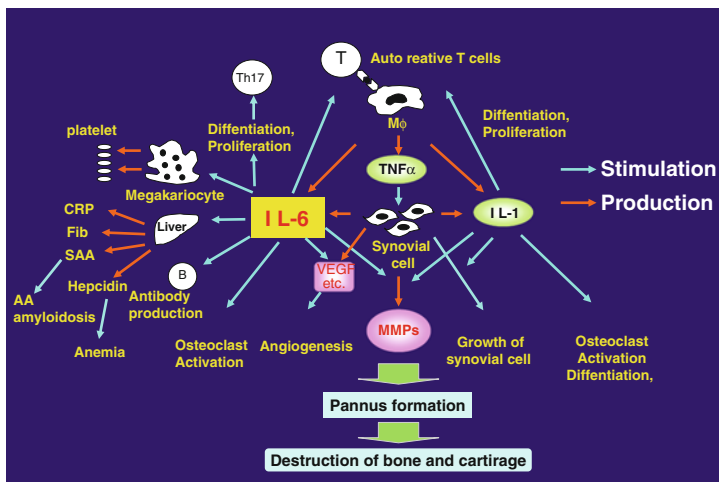 T
Auto reative T cells
Th17
Mϕ
platelet
Diffentiation,
Proliferation
Diffentiation,
Proliferation
TNFα
Stimulation
Megakariocyte
Production
CRP
Liver
I L-6
I L-1
Fib
SAA
Synovial
cell
B
VEGF
etc.
Hepcidin
Antibody
production
AA
amyloidosis
MMPs
Anemia
Osteoclast
Activation
Angiogenesis
Growth of
synovial cell
Osteoclast
Activation
Diffentiation,
Pannus formation
Destruction of bone and cartirage